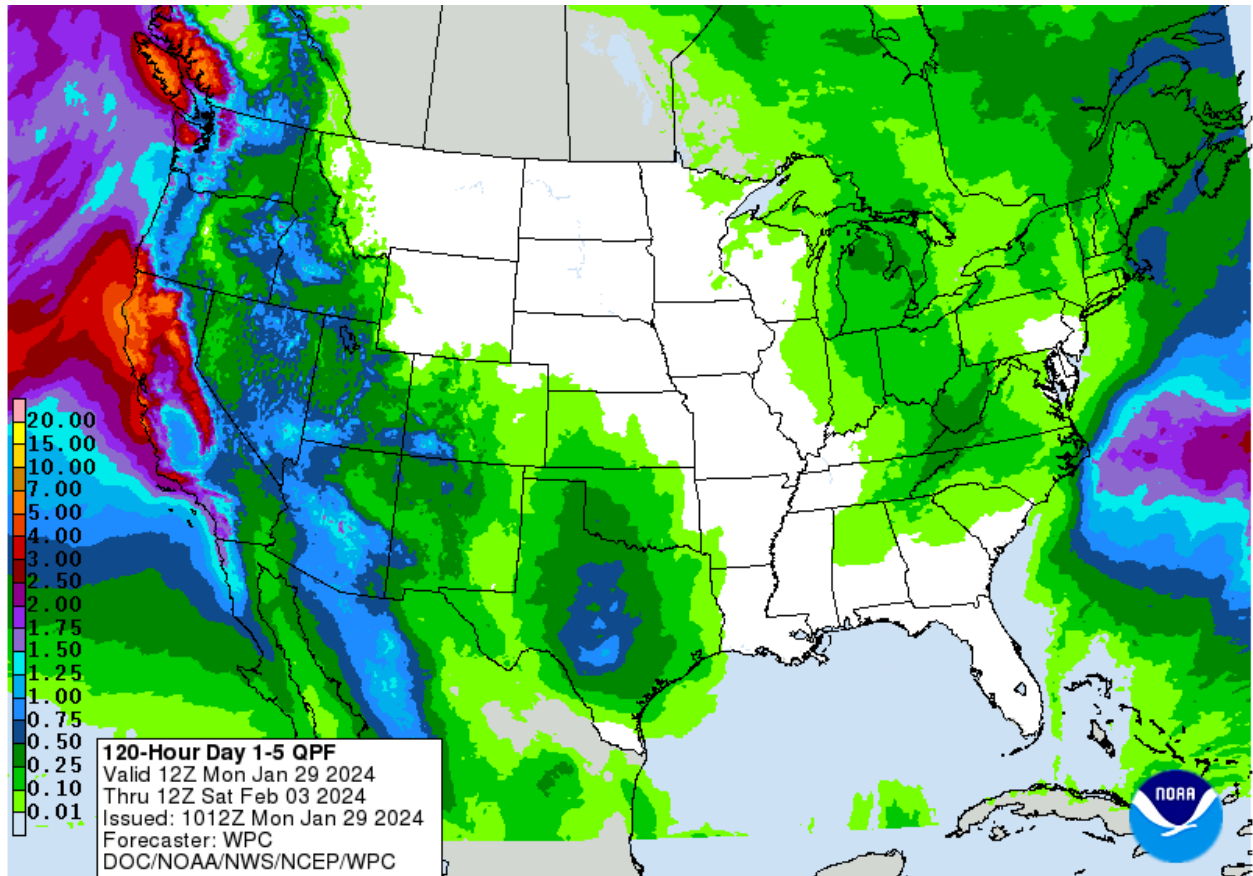 20.00
15.00
10.00
7.00
5.00
4.00
3.00
2.50
2.00
1.75
1.50
1.25
1.00
0.75
0.50
0.25
0.10
0.01
120-Hour Day 1-5 QPF
Valid 12Z Mon Jan 29 2024
Thru 12Z Sat Feb 03 2024
Issued: 1012Z Mon Jan 29 2024
Forecaster: WPC
DOC/NOAA/NWS/NCEP/WPC
NOAA